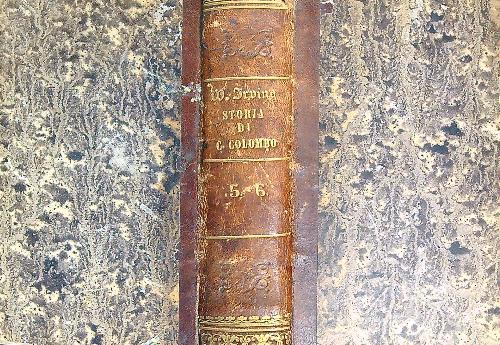 W. Irving
STORIA
DI
C. COLOMBO
5. 6